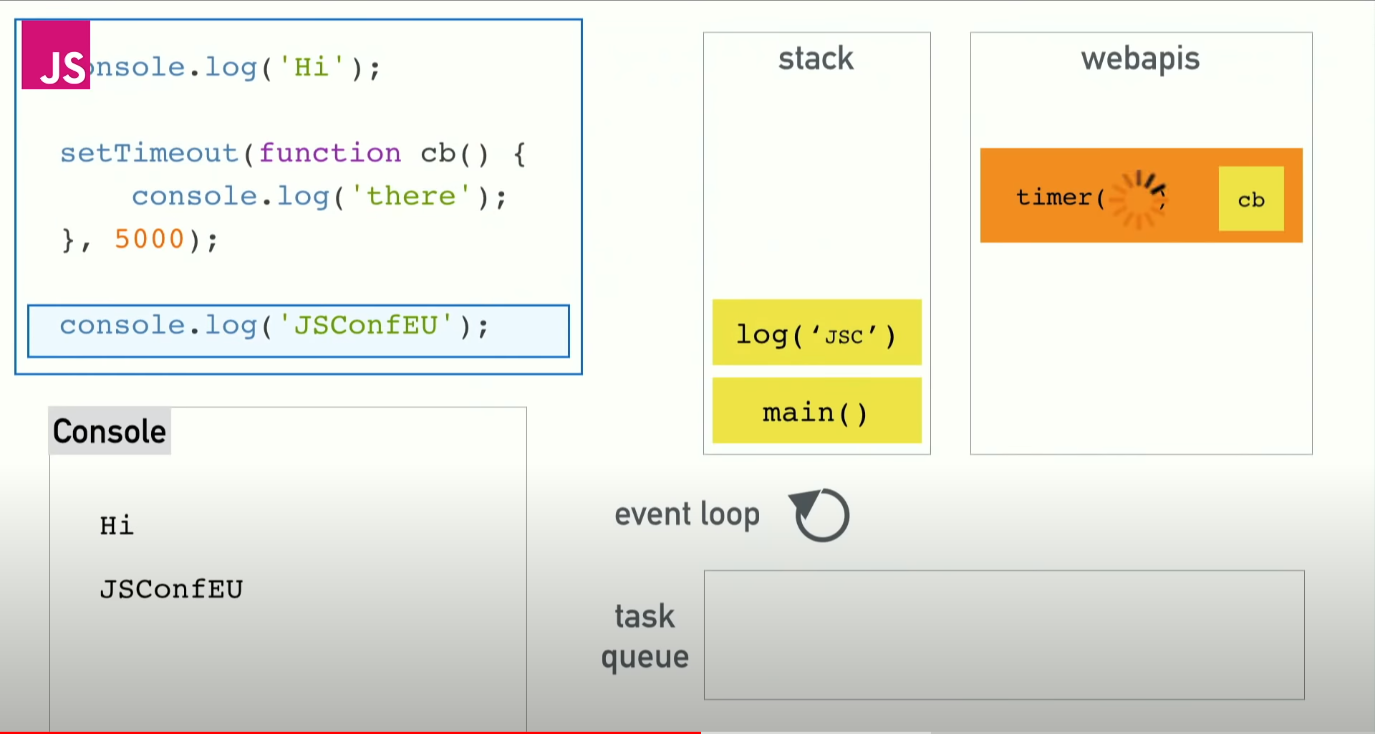 JS
onsole.log('Hi');
setTimeout(function cb() {
    console.log('there');
}, 5000);
console.log('JSConfEU');
Console
Hi
JSConfEU
stack
log(‘JSC’)
main()
webapis
timer(
cb
event loop
task
queue